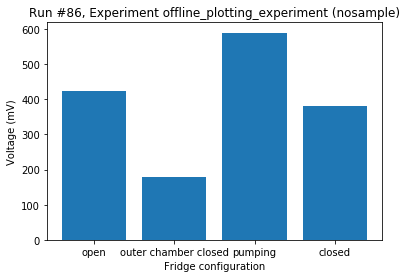 Run #86, Experiment offline_plotting_experiment (nosample)
600
500
400
300
200
100
0
Voltage (mV)
open outer chamber closed pumping closed
Fridge configuration